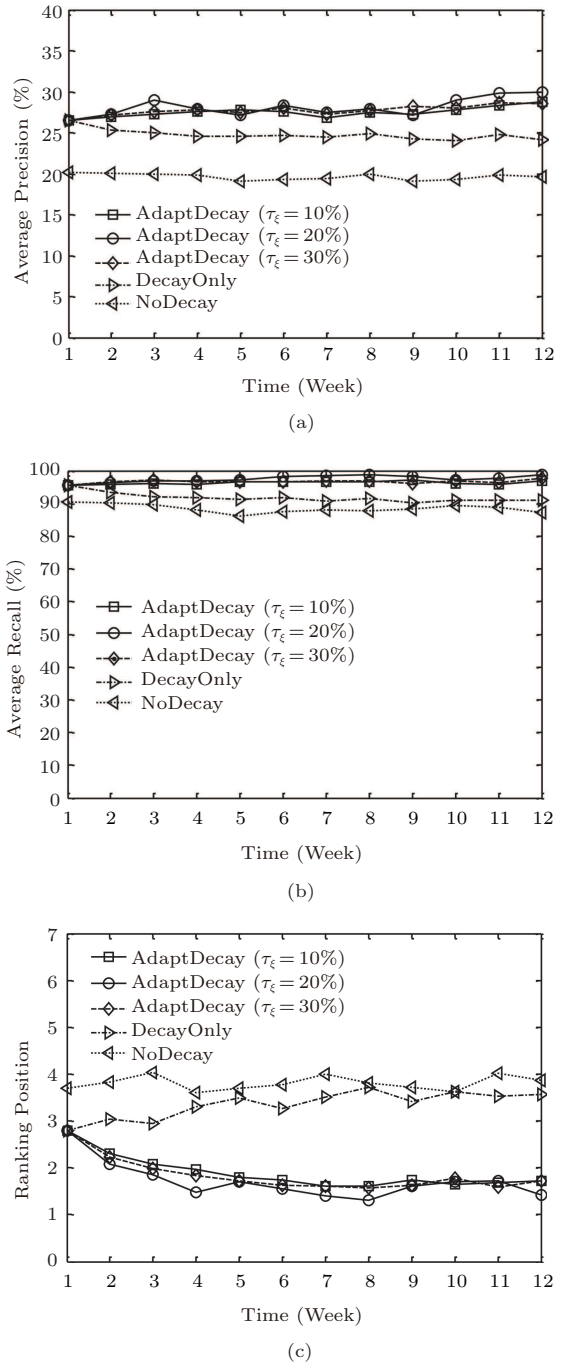 40
35
30
25
20
15
10
5
0
Average Precision (%)
AdaptDecay (τξ = 10%)
AdaptDecay (τξ = 20%)
AdaptDecay (τξ = 30%)
DecayOnly
NoDecay
1 2 3 4 5 6 7 8 9 10 11 12
Time (Week)
(a)
100
90
80
70
60
50
40
30
20
10
0
Average Recall (%)
AdaptDecay (τξ = 10%)
AdaptDecay (τξ = 20%)
AdaptDecay (τξ = 30%)
DecayOnly
NoDecay
1 2 3 4 5 6 7 8 9 10 11 12
Time (Week)
(b)
7
6
5
4
3
2
1
0
Ranking Position
AdaptDecay (τξ = 10%)
AdaptDecay (τξ = 20%)
AdaptDecay (τξ = 30%)
DecayOnly
NoDecay
1 2 3 4 5 6 7 8 9 10 11 12
Time (Week)
(c)